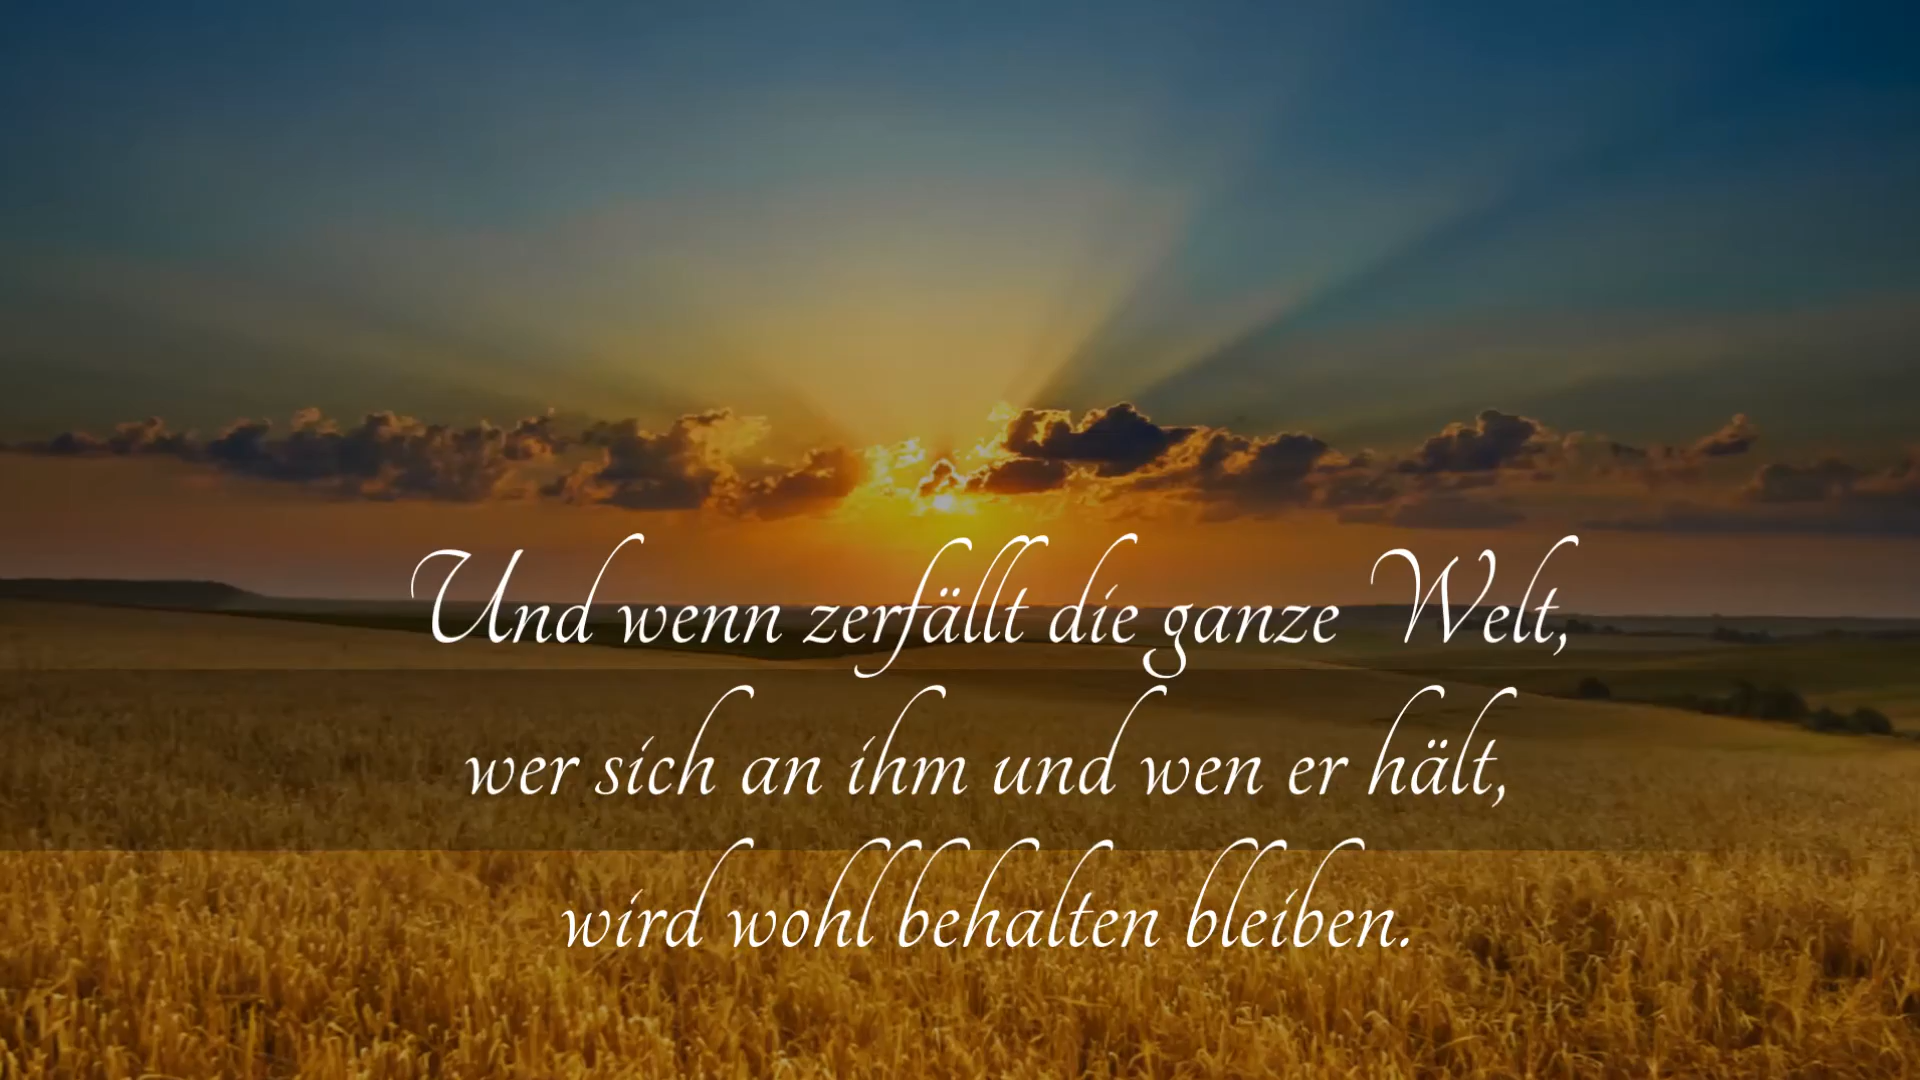 Und wenn zerfällt die ganze Welt,
wer sich an ihm und wen er hält,
wird wohl behalten bleiben.